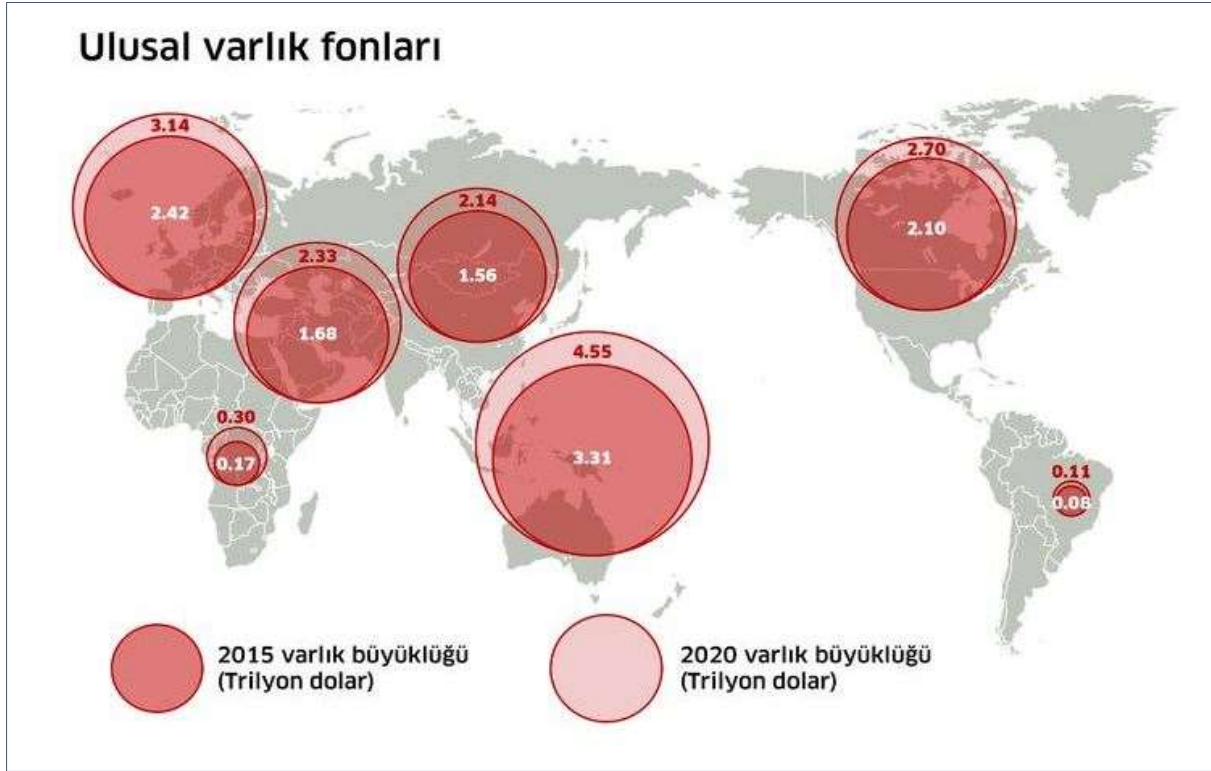 Ulusal varlık fonları
3.14
2.42
2.33
1.68
2.14
1.56
2.70
2.10
4.55
3.31
0.30
0.17
0.11
0.08
2015 varlık büyüklüğü
(Trilyon dolar)
2020 varlık büyüklüğü
(Trilyon dolar)